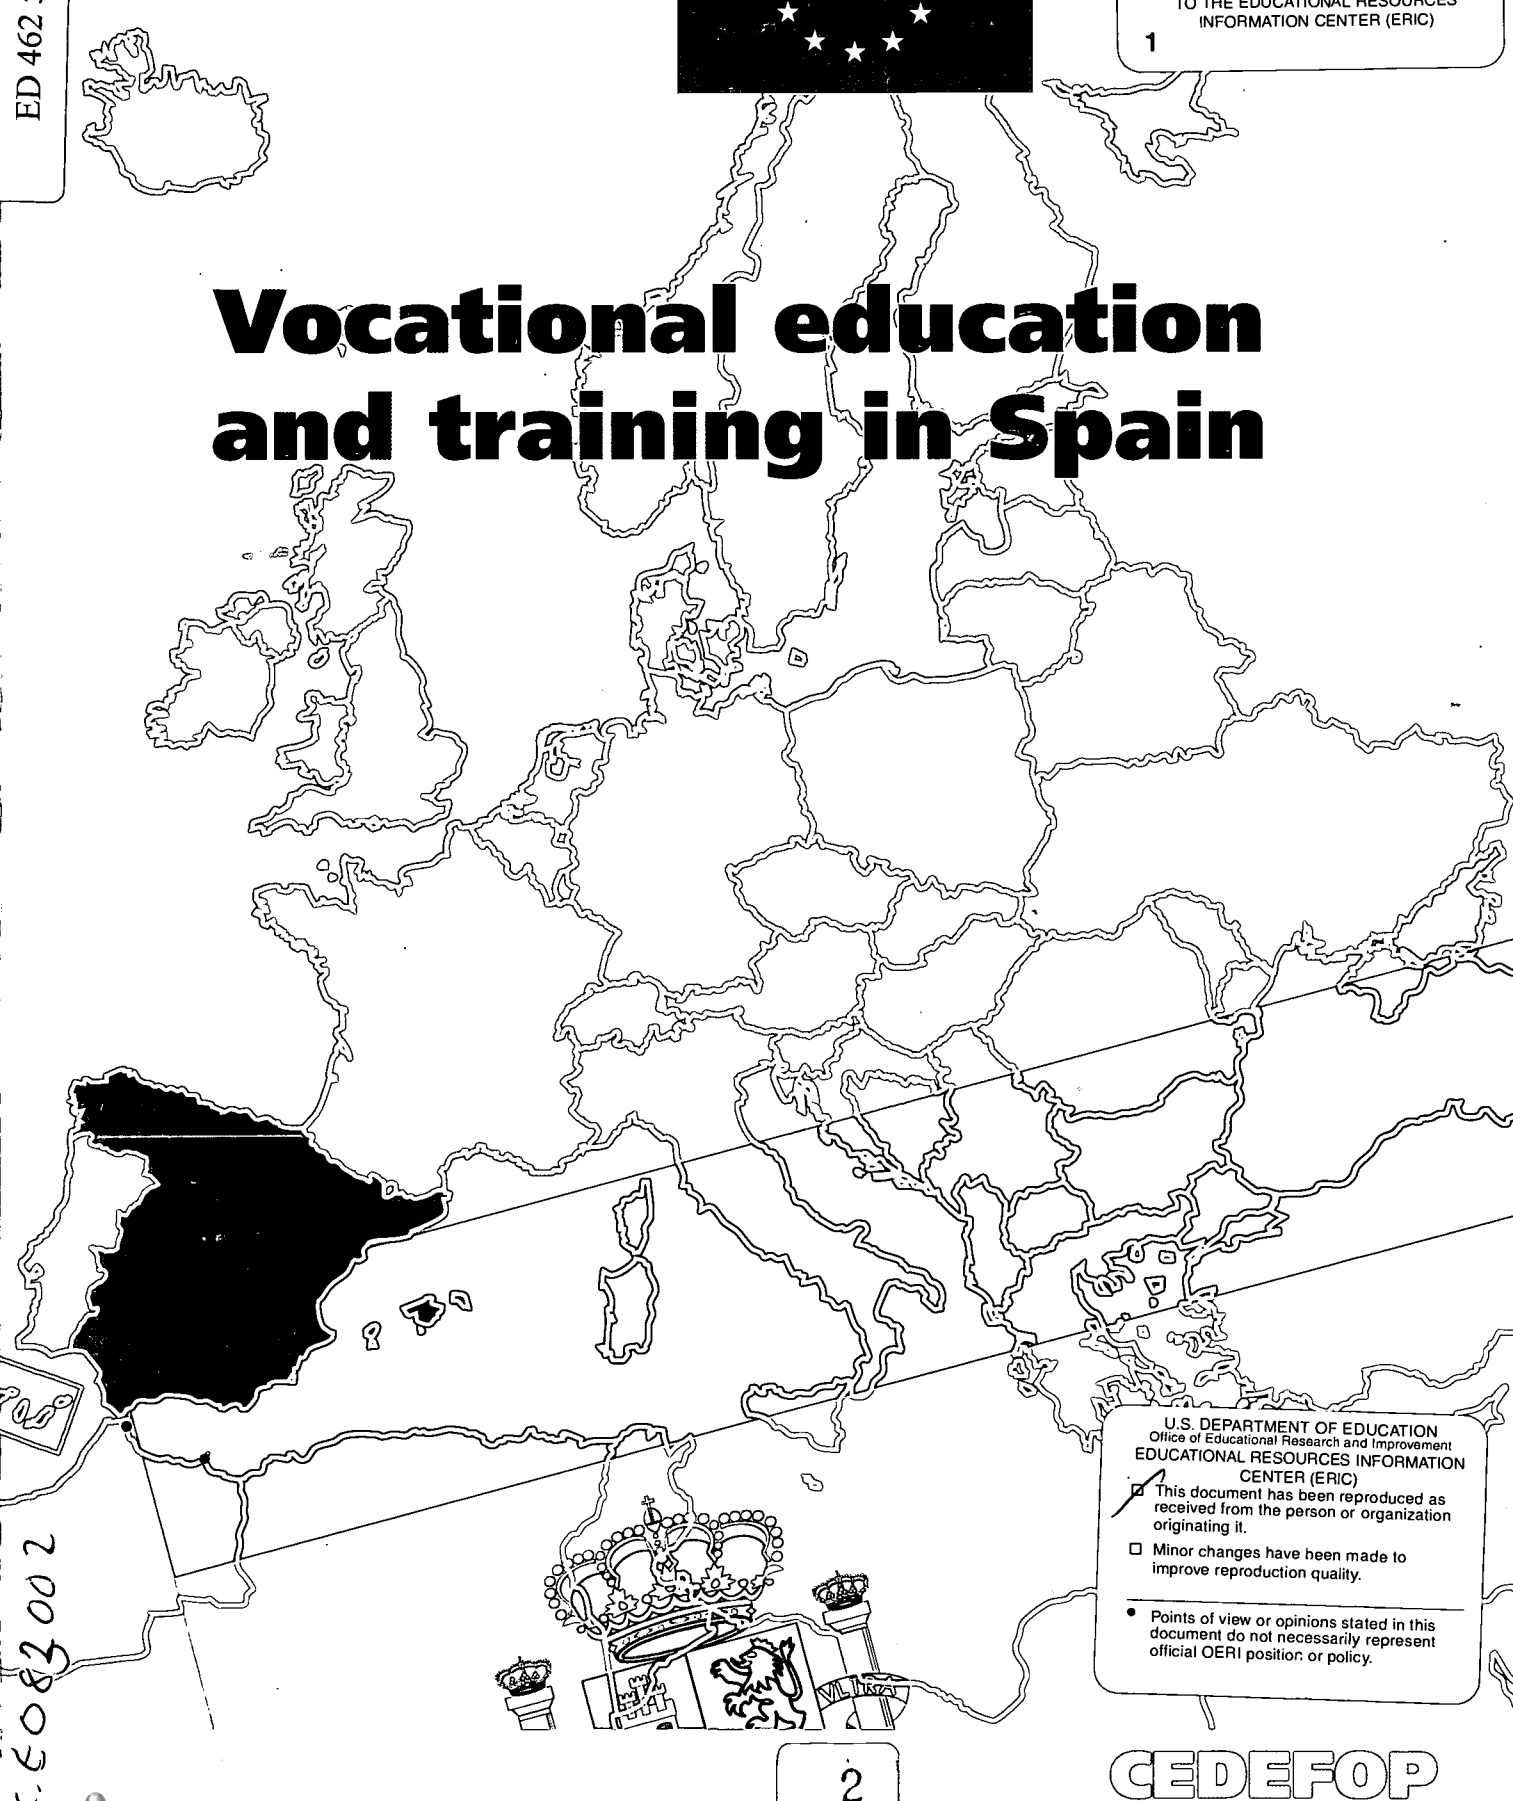 ED 462
TO THE EDUCATIONAL RESOURCES
INFORMATION CENTER (ERIC)
1
Vocational education
and training in Spain
U.S. DEPARTMENT OF EDUCATION
Office of Educational Research and Improvement
EDUCATIONAL RESOURCES INFORMATION
CENTER (ERIC)
This document has been reproduced as
received from the person or organization
originating it.
Minor changes have been made to
improve reproduction quality.
Points of view or opinions stated in this
document do not necessarily represent
official OERI position or policy.
2
CEDEFOP